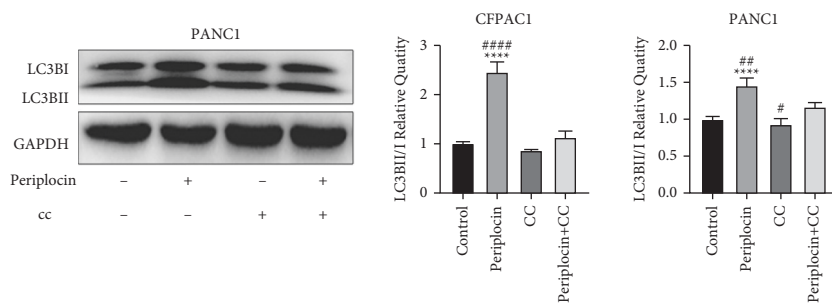 PANC1
LC3BI
LC3BII
GAPDH
Periplocin – + – +
cc – – + +
CFPAC1
LC3BII/I Relative Quatity
3
2
1
0
####
****
Control
Periplocin
CC
Periplocin+CC
PANC1
LC3BII/I Relative Quatity
2.0
1.5
1.0
0.5
0.0
##
****
#
Control
Periplocin
CC
Periplocin+CC